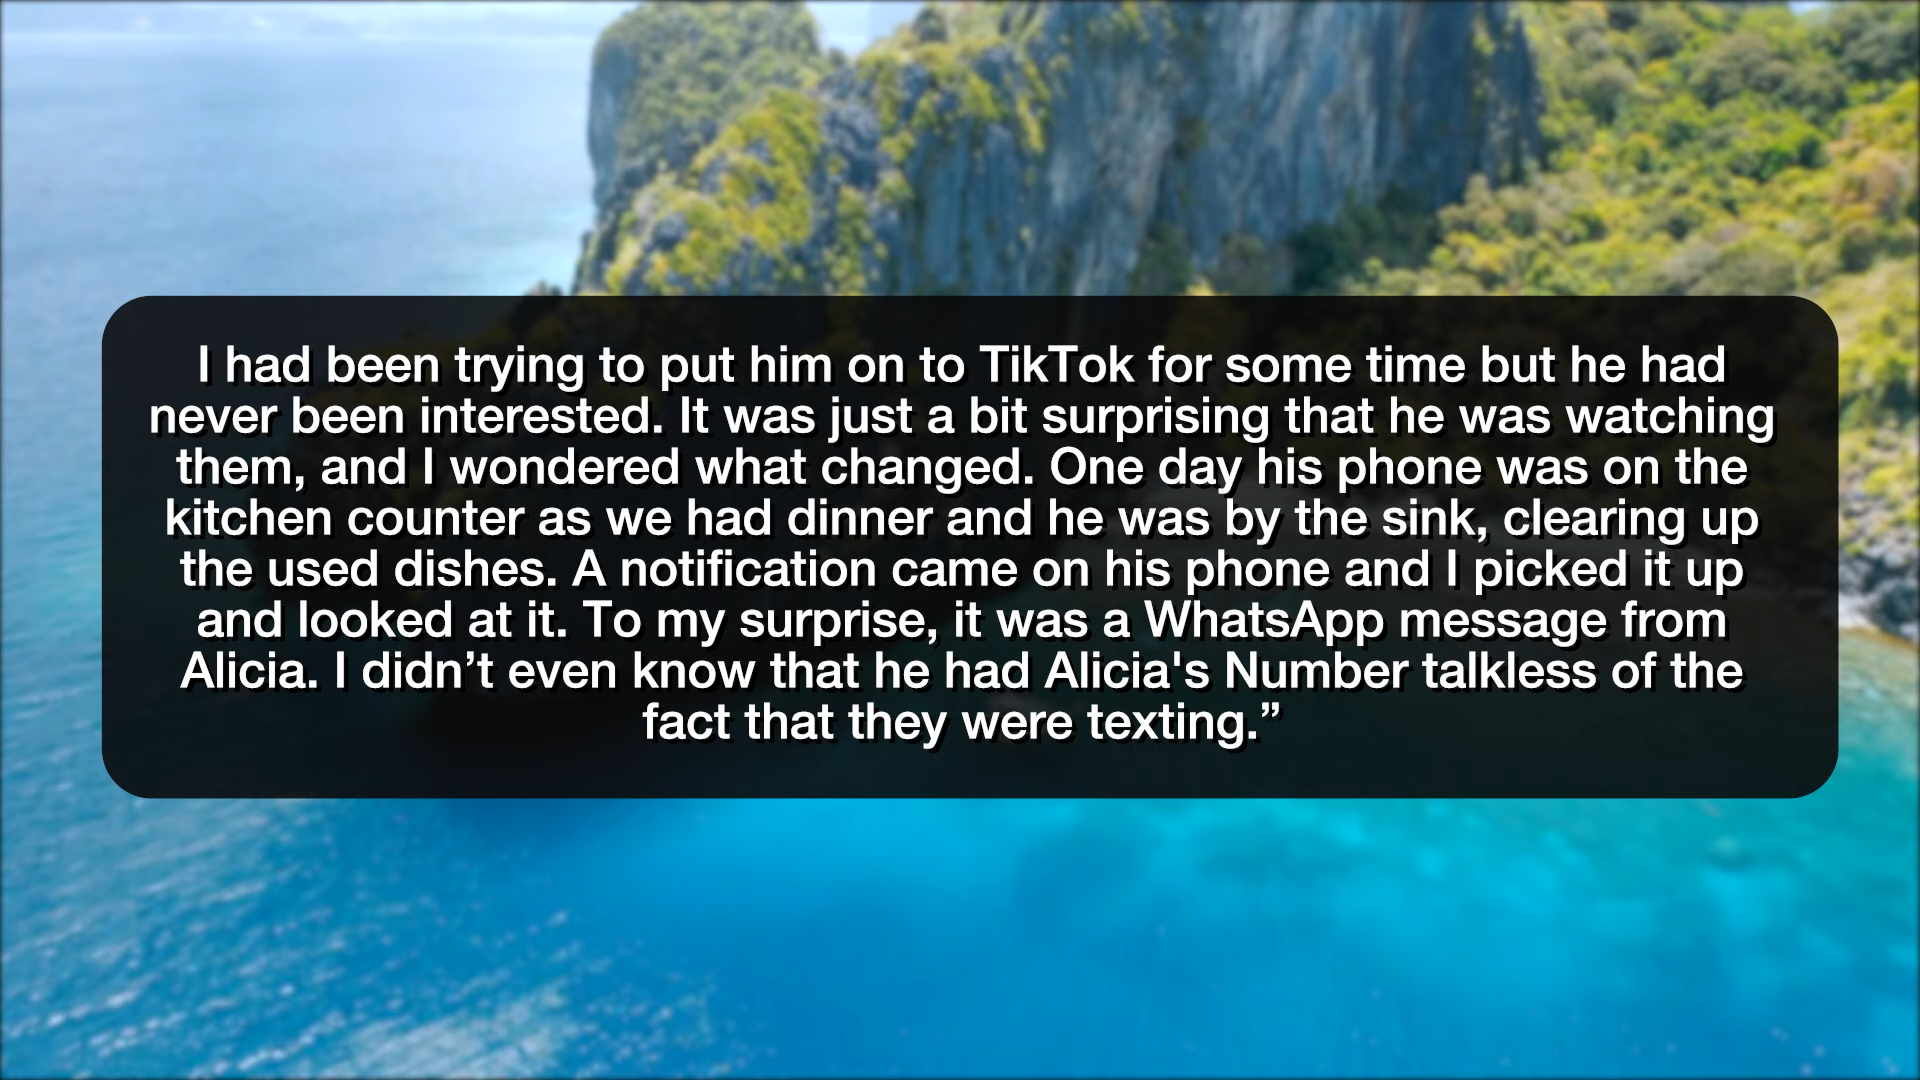 I had been trying to put him on to TikTok for some time but he had
never been interested. It was just a bit surprising that he was watching
them, and I wondered what changed. One day his phone was on the
kitchen counter as we had dinner and he was by the sink, clearing up
the used dishes. A notification came on his phone and I picked it up
and looked at it. To my surprise, it was a WhatsApp message from
Alicia. I didn’t even know that he had Alicia's Number talkless of the
fact that they were texting.”